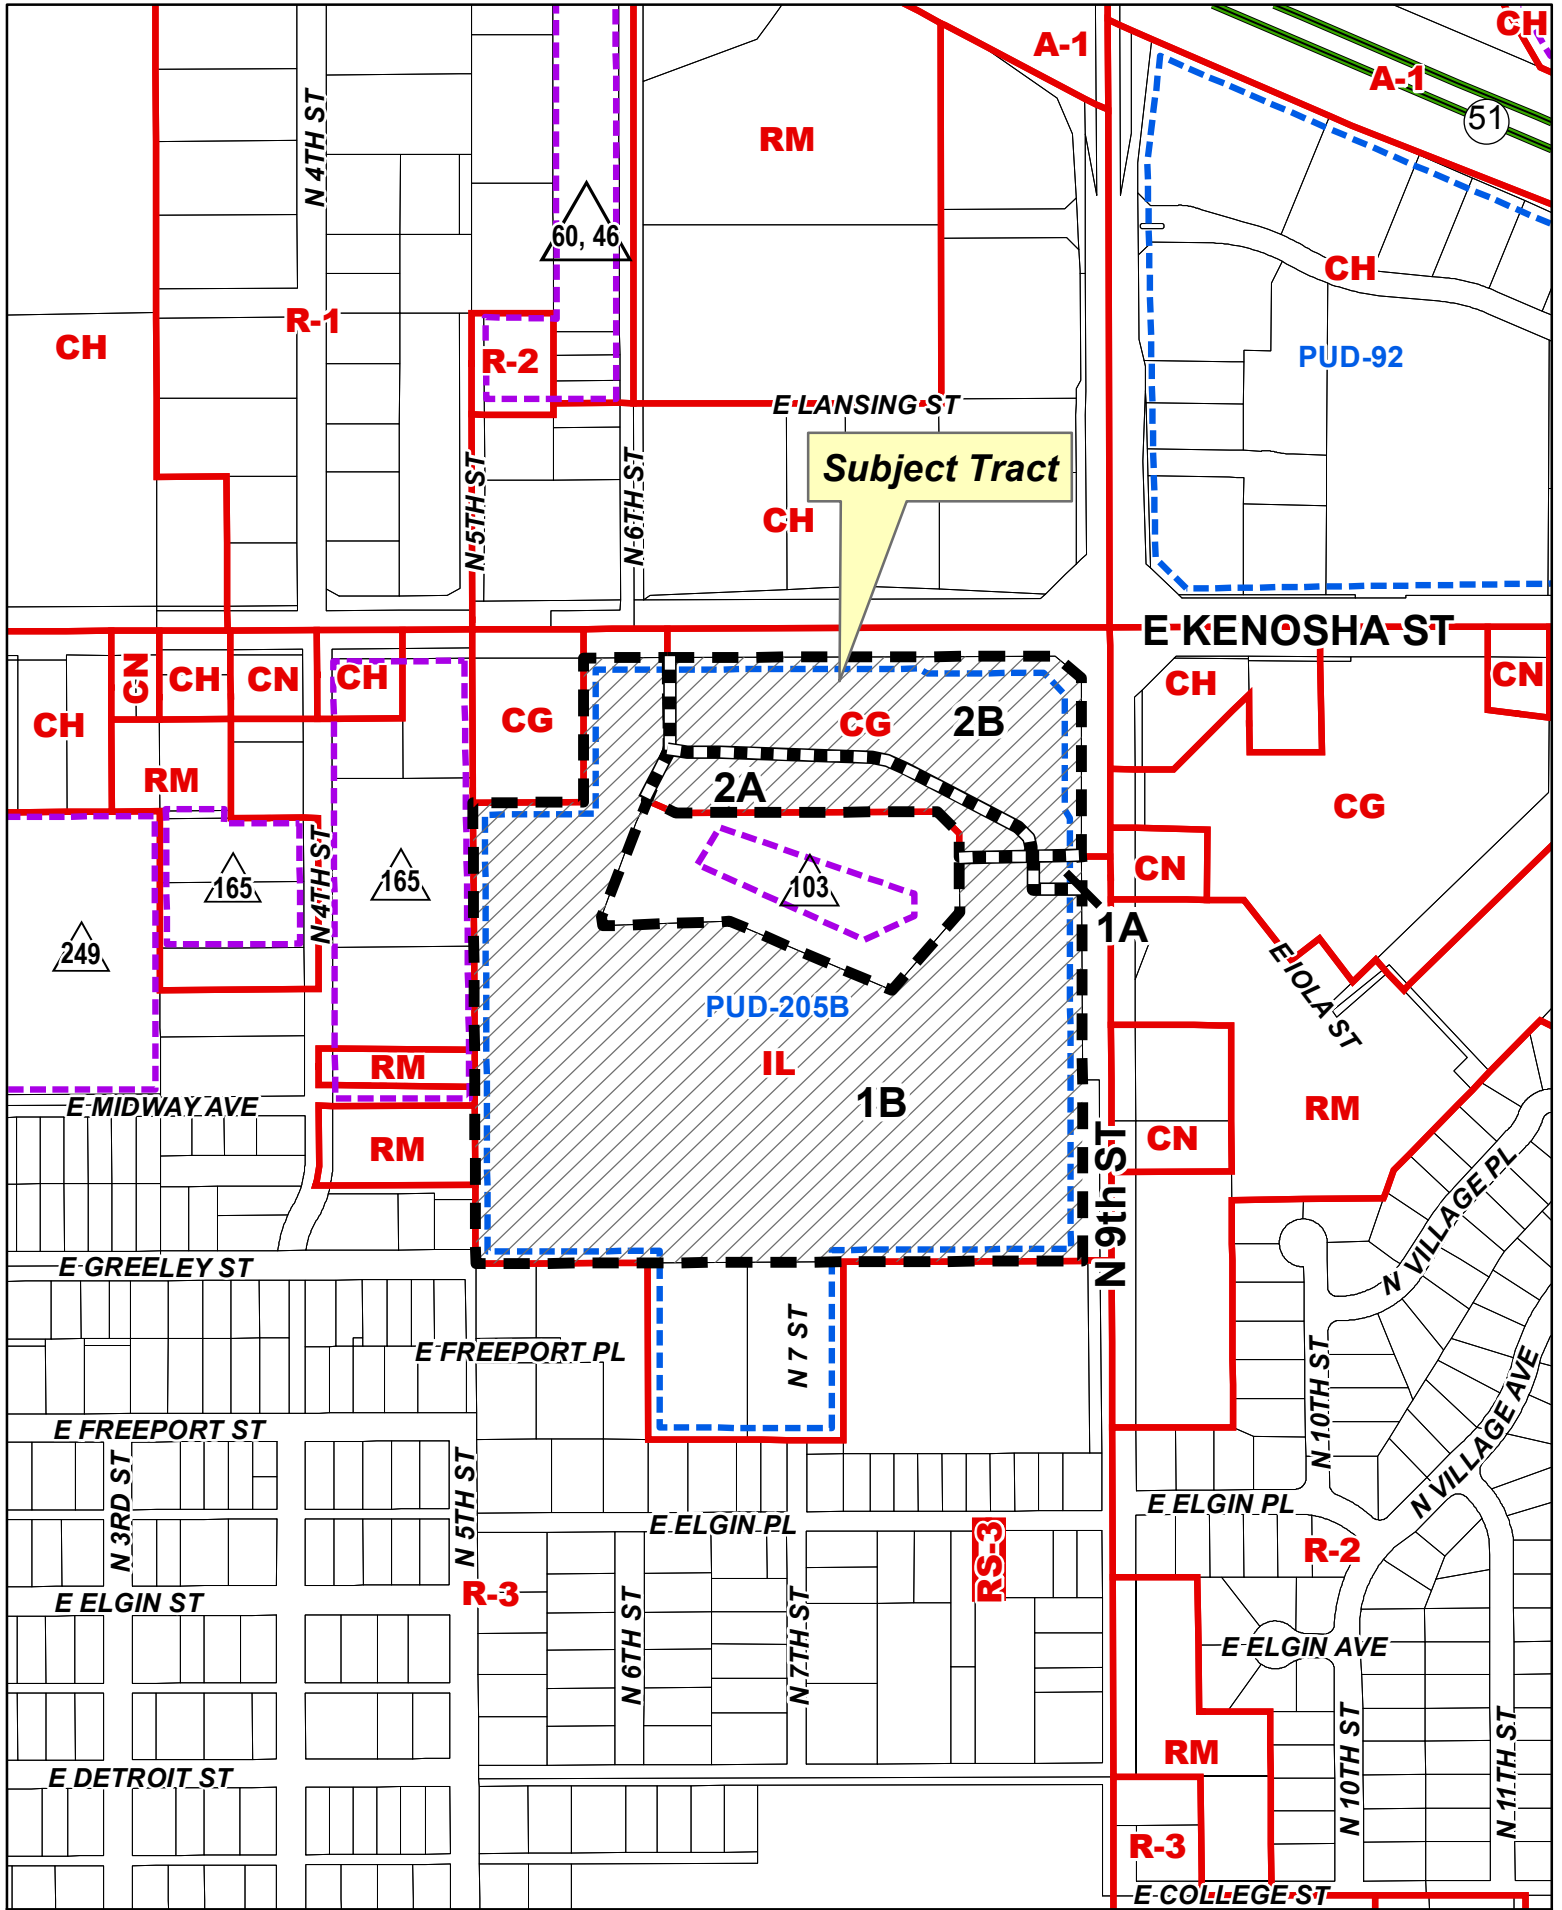 CH
A-1
A-1
51
N 4TH ST
RM
60, 46
CH
R-1
CH
R-2
PUD-92
E LANSING ST
Subject Tract
N 5TH ST
N 6TH ST
CH
E KENOSHA ST
CN
CH
CN
CH
CH
CN
CH
CG
CG
2B
RM
2A
CG
N 4TH ST
165
165
103
CN
1A
249
E IOLA ST
PUD-205B
IL
RM
1B
RM
E MIDWAY AVE
CN
RM
N 9th ST
N VILLAGE PL
E GREELEY ST
N 7 ST
E FREEPORT PL
N 10TH ST
N VILLAGE AVE
E FREEPORT ST
N 3RD ST
N 5TH ST
E ELGIN PL
E ELGIN PL
RS-3
R-2
R-3
E ELGIN ST
N 6TH ST
N 7TH ST
E ELGIN AVE
RM
N 10TH ST
N 11TH ST
E DETROIT ST
R-3
E COLLEGE ST